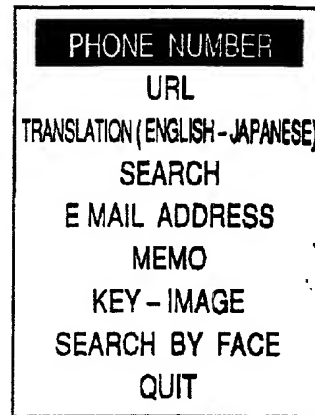 PHONE NUMBER
URL
TRANSLATION (ENGLISH-JAPANESE)
SEARCH
E MAIL ADDRESS
MEMO
KEY-IMAGE
SEARCH BY FACE
QUIT